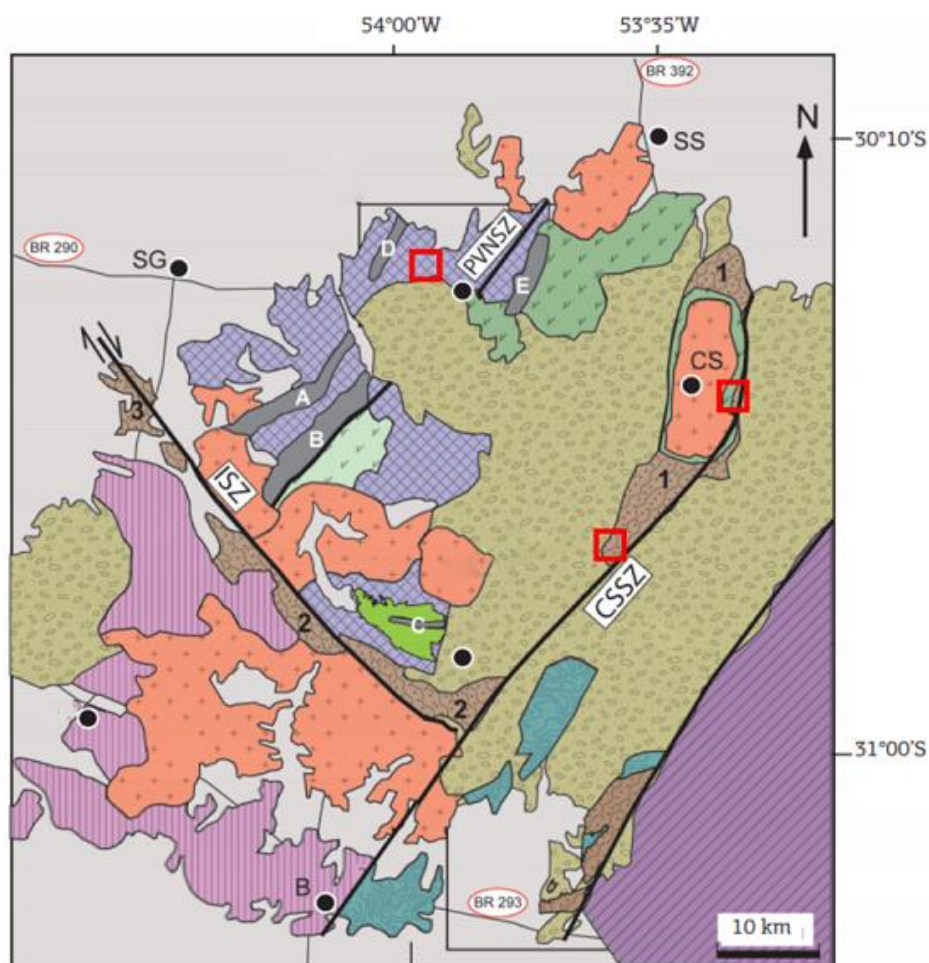 54°00'W 53°35'W
BR 392
N
SS
30°10'S
BR 290
SG
D
PVNSZ
E
1
CS
A
3
B
ISZ
1
CSSZ
C
2
2
31°00'S
B
BR 293
10 km